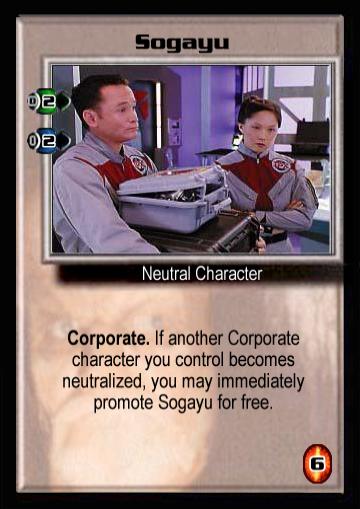 Sogayu
2
2
Neutral Character
Corporate. If another Corporate
character you control becomes
neutralized, you may immediately
promote Sogayu for free.
6